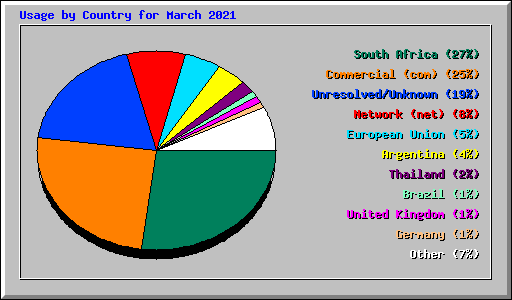 Usage by Country for March 2021
South Africa (27%)
Commercial (com) (25%)
Unresolved/Unknown (19%)
Network (net) (8%)
European Union (5%)
Argentina (4%)
Thailand (2%)
Brazil (1%)
United Kingdom (1%)
Germany (1%)
Other (7%)